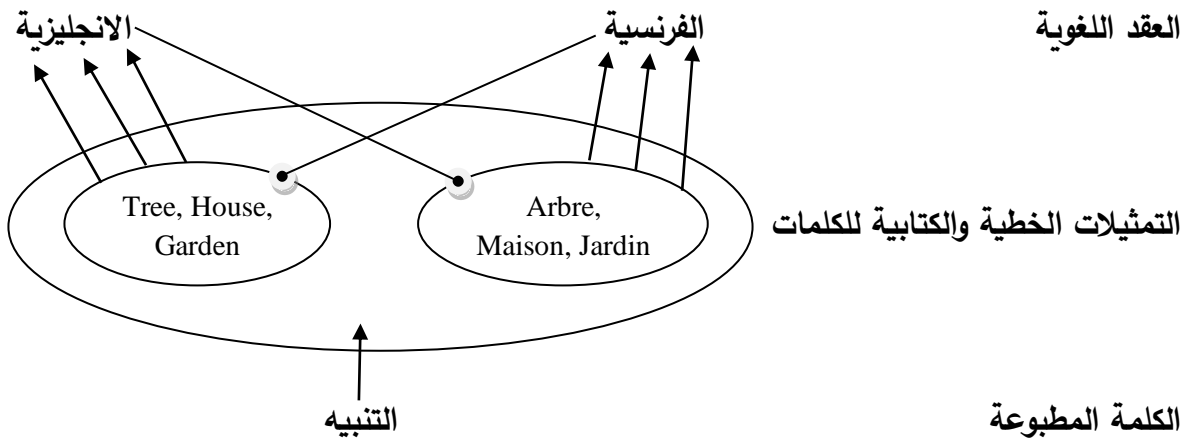 العقد اللغوية
الفرنسية
الانجليزية
Tree, House,
Garden
Arbre,
Maison, Jardin
التمثيلات الخطية والكتابية للكلمات
الكلمة المطبوعة
التنبيه